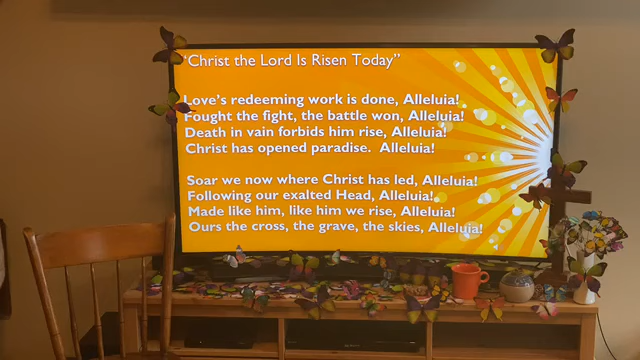 "Christ the Lord Is Risen Today"
Love's redeeming work is done, Alleluia!
Fought the fight, the battle won, Alleluia!
Death in vain forbids him rise, Alleluia!
Christ has opened paradise. Alleluia!
Soar we now where Christ has led, Alleluia!
Following our exalted Head, Alleluia!
Made like him, like him we rise, Alleluia!
Ours the cross, the grave, the skies, Alleluia!